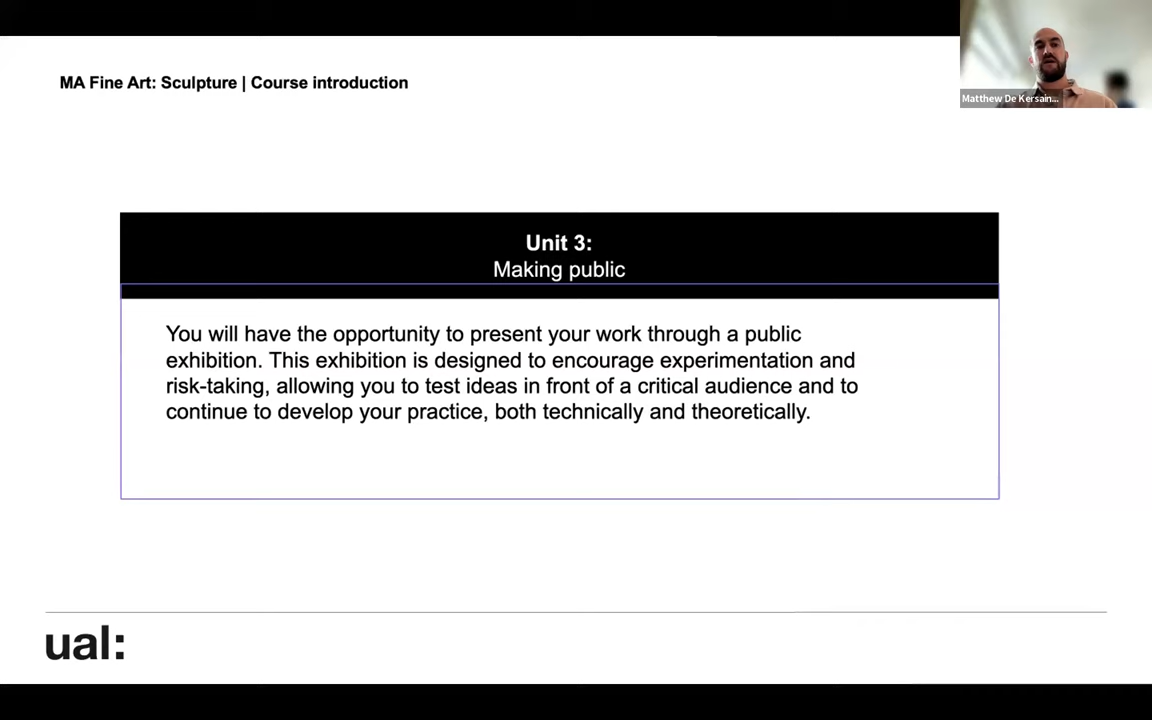 MA Fine Art: Sculpture | Course introduction
Matthew De Kersain...
Unit 3:
Making public
You will have the opportunity to present your work through a public
exhibition. This exhibition is designed to encourage experimentation and
risk-taking, allowing you to test ideas in front of a critical audience and to
continue to develop your practice, both technically and theoretically.
ual: